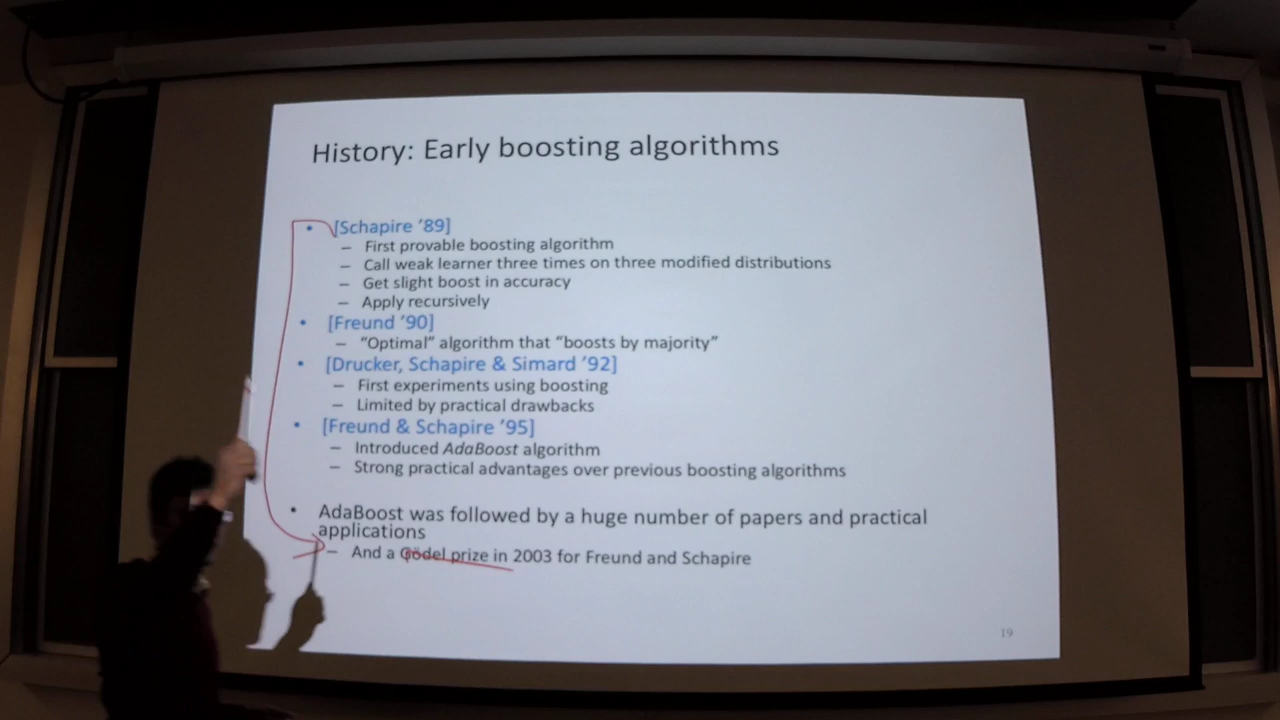 History: Early boosting algorithms
• [Schapire ’89]
– First provable boosting algorithm
– Call weak learner three times on three modified distributions
– Get slight boost in accuracy
– Apply recursively
• [Freund ’90]
– “Optimal” algorithm that “boosts by majority”
• [Drucker, Schapire & Simard ’92]
– First experiments using boosting
– Limited by practical drawbacks
• [Freund & Schapire ’95]
– Introduced AdaBoost algorithm
– Strong practical advantages over previous boosting algorithms
• AdaBoost was followed by a huge number of papers and practical
applications
– And a Gödel prize in 2003 for Freund and Schapire
19